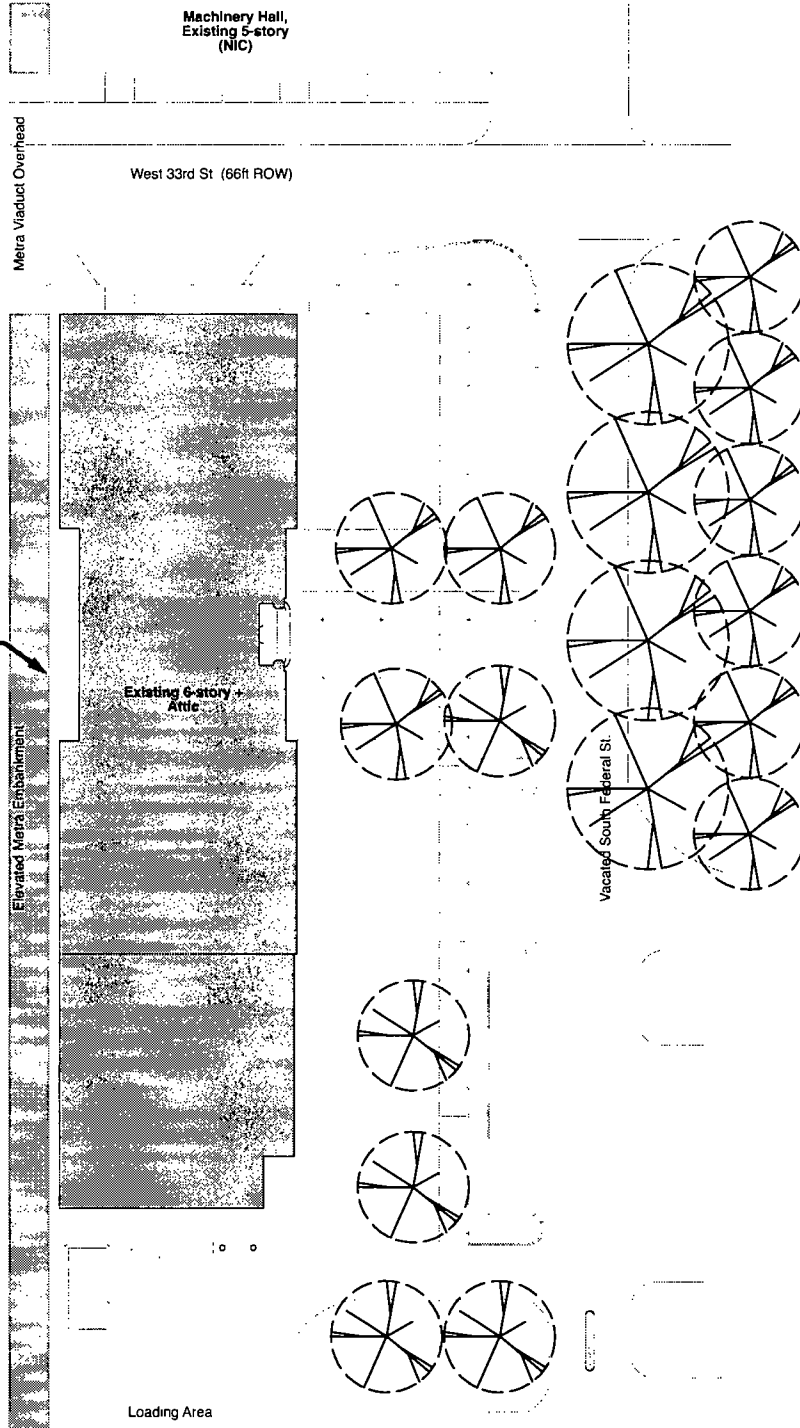 Machinery Hall,
Existing 5-story
(NIC)
Metra Viaduct Overhead
West 33rd St (66ft ROW)
Existing 6-story +
Attic
Elevated Metra Embankment
Vacated South Federal St.
Loading Area